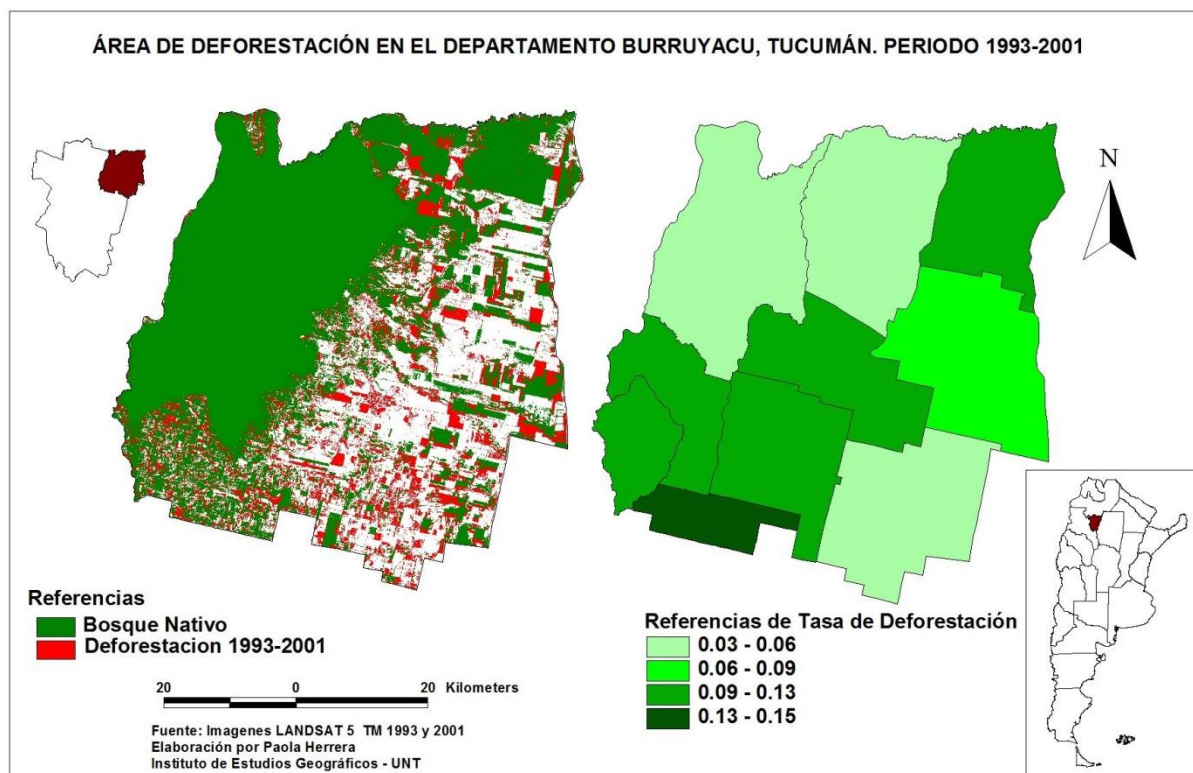 ÁREA DE DEFORESTACIÓN EN EL DEPARTAMENTO BURRUYACU, TUCUMÁN. PERIODO 1993-2001
N
Referencias
Bosque Nativo
Deforestacion 1993-2001
20 0 20 Kilometers
Fuente: Imagenes LANDSAT 5 TM 1993 y 2001
Elaboración por Paola Herrera
Instituto de Estudios Geográficos - UNT
Referencias de Tasa de Deforestación
0.03 - 0.06
0.06 - 0.09
0.09 - 0.13
0.13 - 0.15